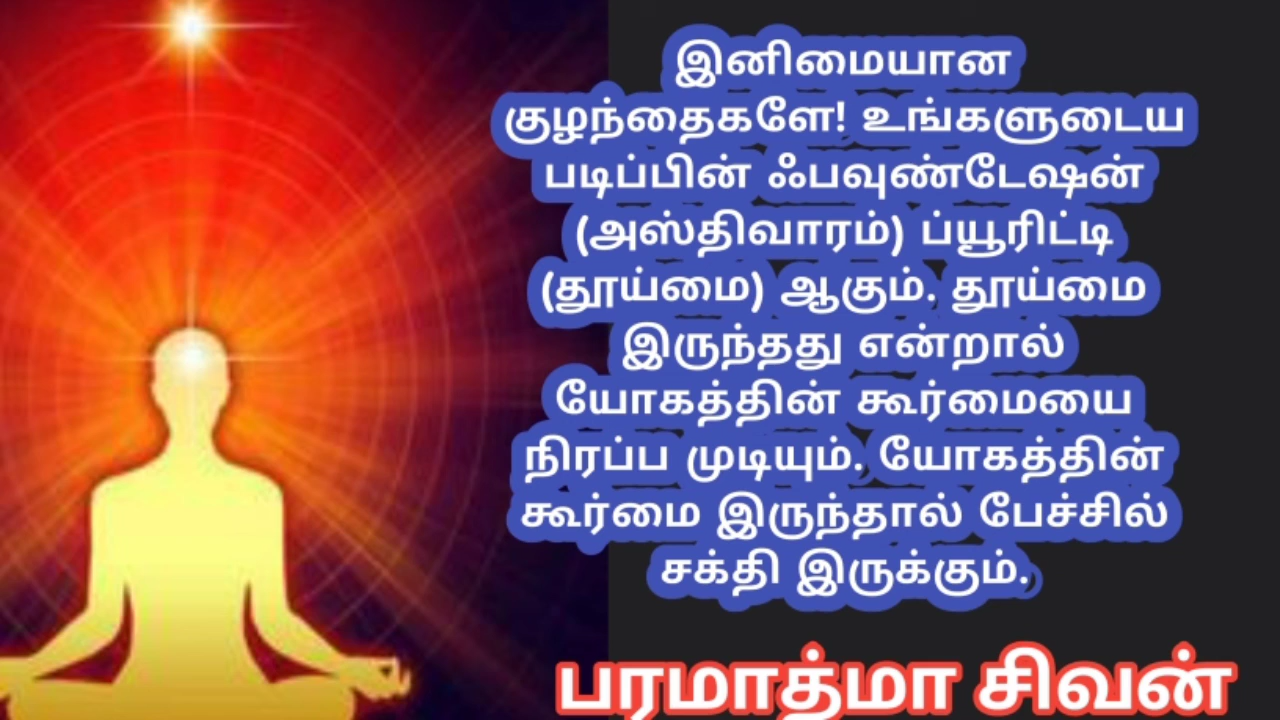 இனிமையான
குழந்தைகளே! உங்களுடைய
படிப்பின் ஃபவுண்டேஷன்
(அஸ்திவாரம்) ப்யூரிட்டி
(தூய்மை) ஆகும். தூய்மை
இருந்தது என்றால்
யோகத்தின் கூர்மையை
நிரப்ப முடியும். யோகத்தின்
கூர்மை இருந்தால் பேச்சில்
சக்தி இருக்கும்.
பரமாத்மா சிவன்